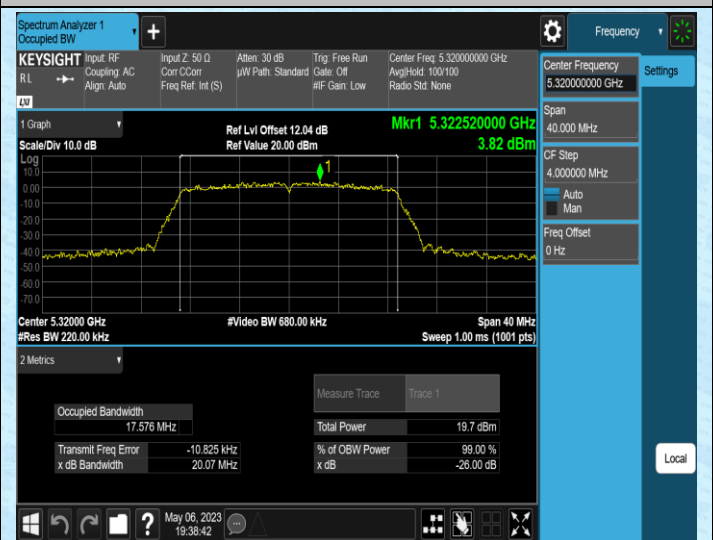 Spectrum Analyzer 1
Occupied BW
Frequency
KEYSIGHT
RL
LXI
Input: RF
Coupling: AC
Align: Auto
Input Z: 50 Ω
Corr CCorr
Freq Ref: Int (S)
Atten: 30 dB
µW Path: Standard
Trig: Free Run
Gate: Off
#IF Gain: Low
Center Freq: 5.320000000 GHz
Avg|Hold: 100/100
Radio Std: None
Center Frequency
5.320000000 GHz
Settings
Span
40.000 MHz
CF Step
4.000000 MHz
Auto
Man
Freq Offset
0 Hz
1 Graph
Scale/Div 10.0 dB
Ref Lvl Offset 12.04 dB
Ref Value 20.00 dBm
Mkr1 5.322520000 GHz
3.82 dBm
Log
10.0
0.00
-10.0
-20.0
-30.0
-40.0
-50.0
-60.0
-70.0
1
Center 5.32000 GHz
#Res BW 220.00 kHz
#Video BW 680.00 kHz
Span 40 MHz
Sweep 1.00 ms (1001 pts)
2 Metrics
Measure Trace Trace 1
Occupied Bandwidth
17.576 MHz
Total Power 19.7 dBm
Transmit Freq Error -10.825 kHz
x dB Bandwidth 20.07 MHz
% of OBW Power 99.00 %
x dB -26.00 dB
Local
?
May 06, 2023
19:38:42